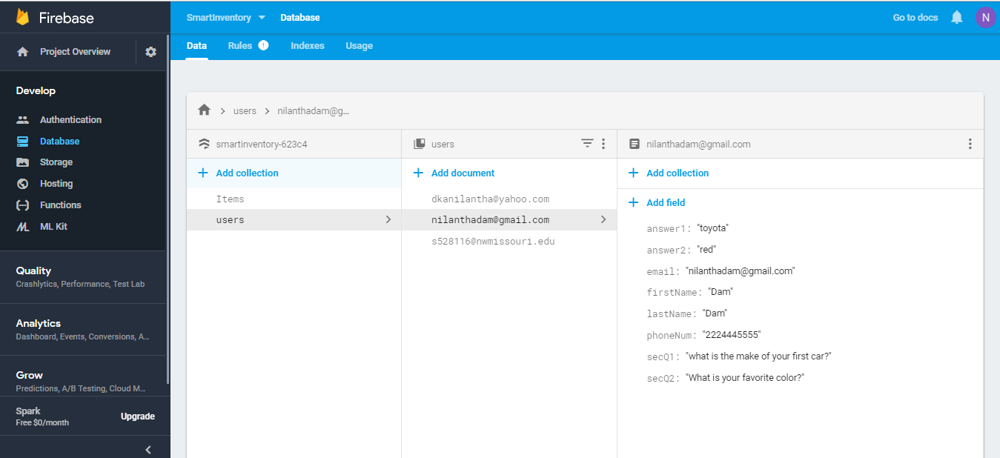 Firebase
Project Overview
Develop
Authentication
Database
Storage
Hosting
Functions
ML Kit
Quality
Crashlytics, Performance, Test Lab
Analytics
Dashboard, Events, Conversions, A...
Grow
Predictions, A/B Testing, Cloud M...
Spark
Free $0/month
Upgrade
SmartInventory Database
Go to docs
N
Data Rules ! Indexes Usage
users nilanthadam@g...
smartinventory-623c4
Add collection
Items
users
users
Add document
dkanilantha@yahoo.com
nilanthadam@gmail.com
s528116@nwmissouri.edu
nilanthadam@gmail.com
Add collection
Add field
answer1: "toyota"
answer2: "red"
email: "nilanthadam@gmail.com"
firstName: "Dam"
lastName: "Dam"
phoneNum: "2224445555"
secQ1: "what is the make of your first car?"
secQ2: "What is your favorite color?"